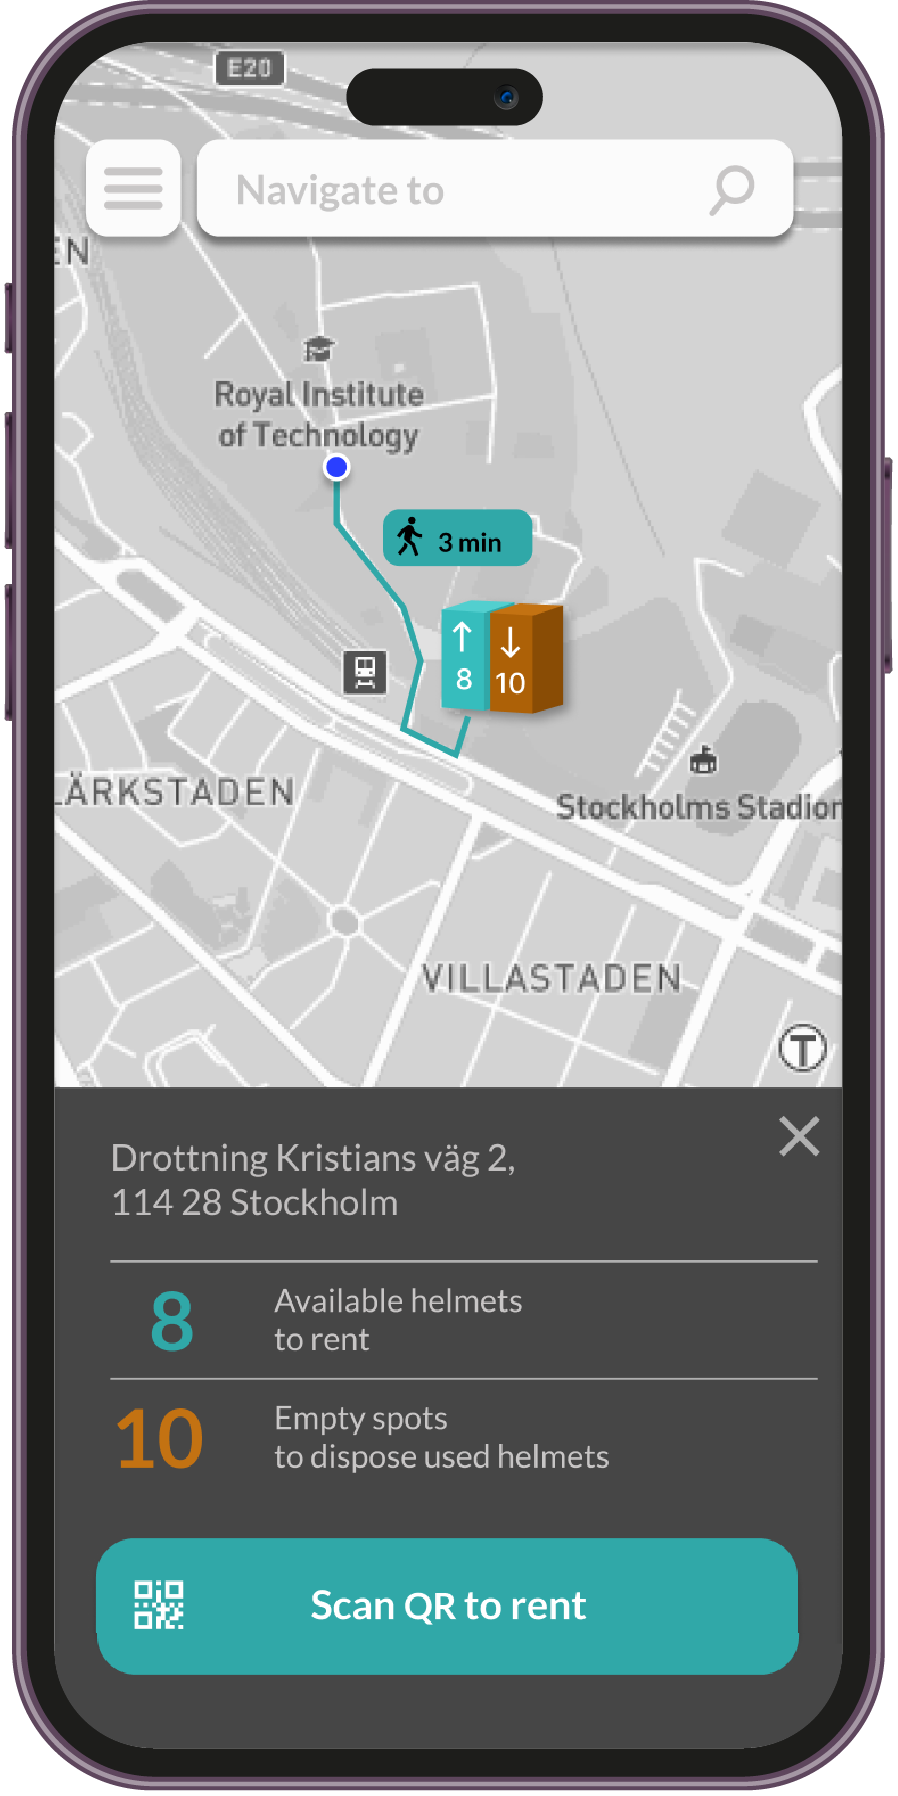 E20
Navigate to
EN
Royal Institute
of Technology
3 min
8
10
LÄRKSTADEN
Stockholms Stadion
VILLASTADEN
T
Drottning Kristians väg 2,
114 28 Stockholm
8
Available helmets
to rent
10
Empty spots
to dispose used helmets
Scan QR to rent